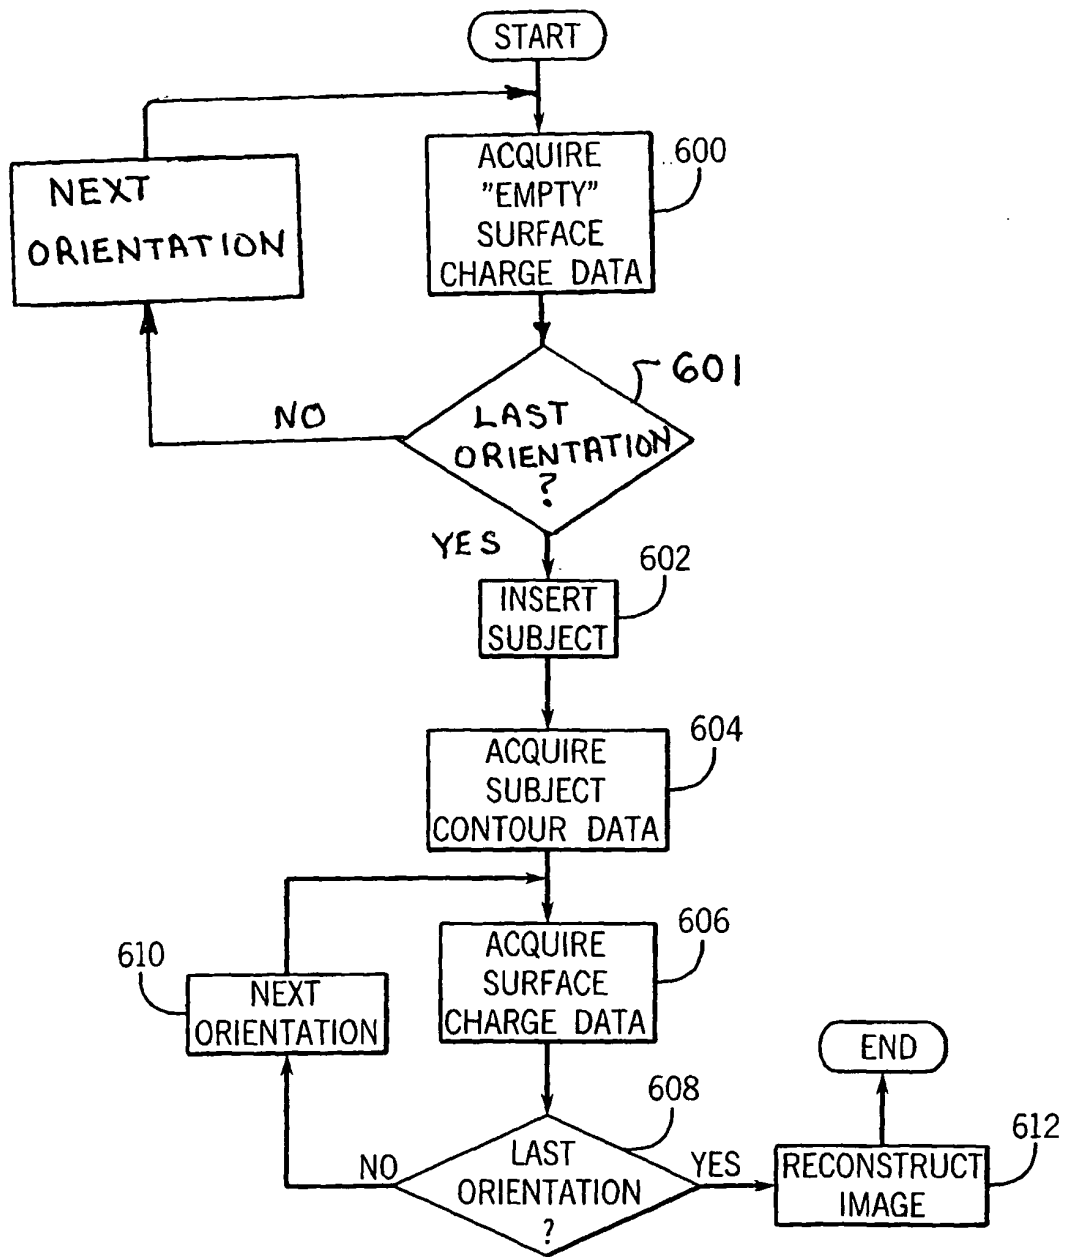 START
ACQUIRE
"EMPTY"
SURFACE
CHARGE DATA
600
NEXT
ORIENTATION
601
LAST
ORIENTATION
?
NO
YES
602
INSERT
SUBJECT
604
ACQUIRE
SUBJECT
CONTOUR DATA
606
ACQUIRE
SURFACE
CHARGE DATA
610
NEXT
ORIENTATION
608
LAST
ORIENTATION
?
NO
YES
612
RECONSTRUCT
IMAGE
END